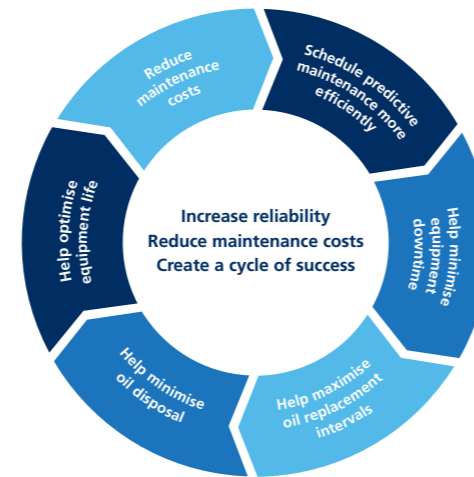 Reduce
maintenance
costs
Schedule predictive
maintenance more
efficiently
Help minimise
equipment
downtime
Help maximise
oil replacement
intervals
Help minimise
oil disposal
Help optimise
equipment life
Increase reliability
Reduce maintenance costs
Create a cycle of success